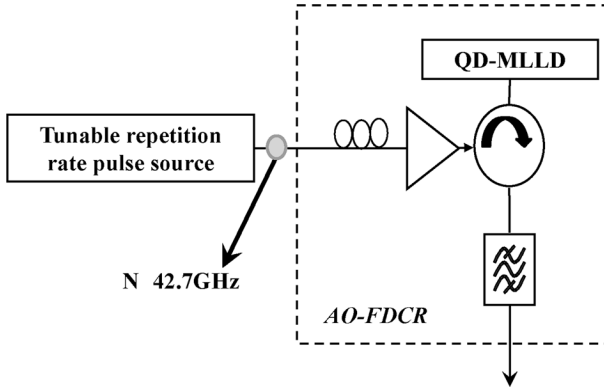 QD-MLLD
Tunable repetition
rate pulse source
N 42.7GHz
AO-FDCR